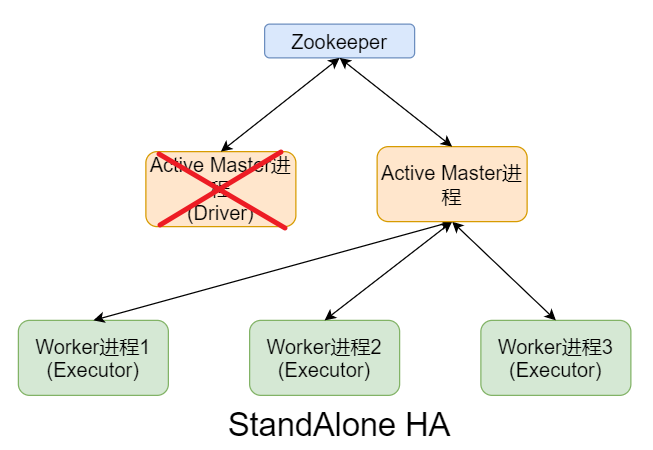 Zookeeper
Active Master进
程
(Driver)
Active Master进
程
Worker进程1
(Executor)
Worker进程2
(Executor)
Worker进程3
(Executor)
StandAlone HA